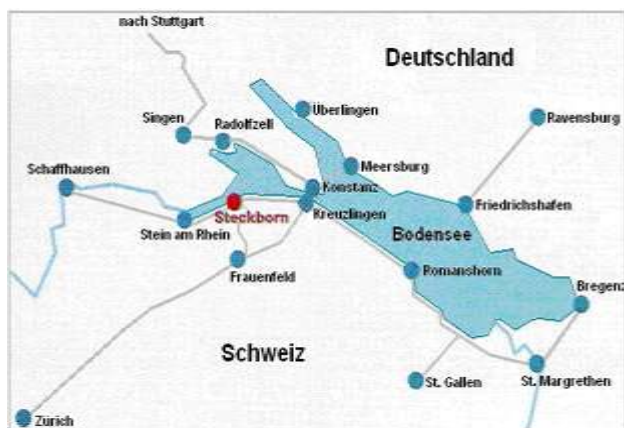 nach Stuttgart
Deutschland
Überlingen
Ravensburg
Singen
Radolfzell
Schaffhausen
Meersburg
Konstanz
Steckborn
Kreuzlingen
Friedrichshafen
Stein am Rhein
Bodensee
Frauenfeld
Romanshorn
Bregenz
Schweiz
St. Gallen
St. Margrethen
Zürich